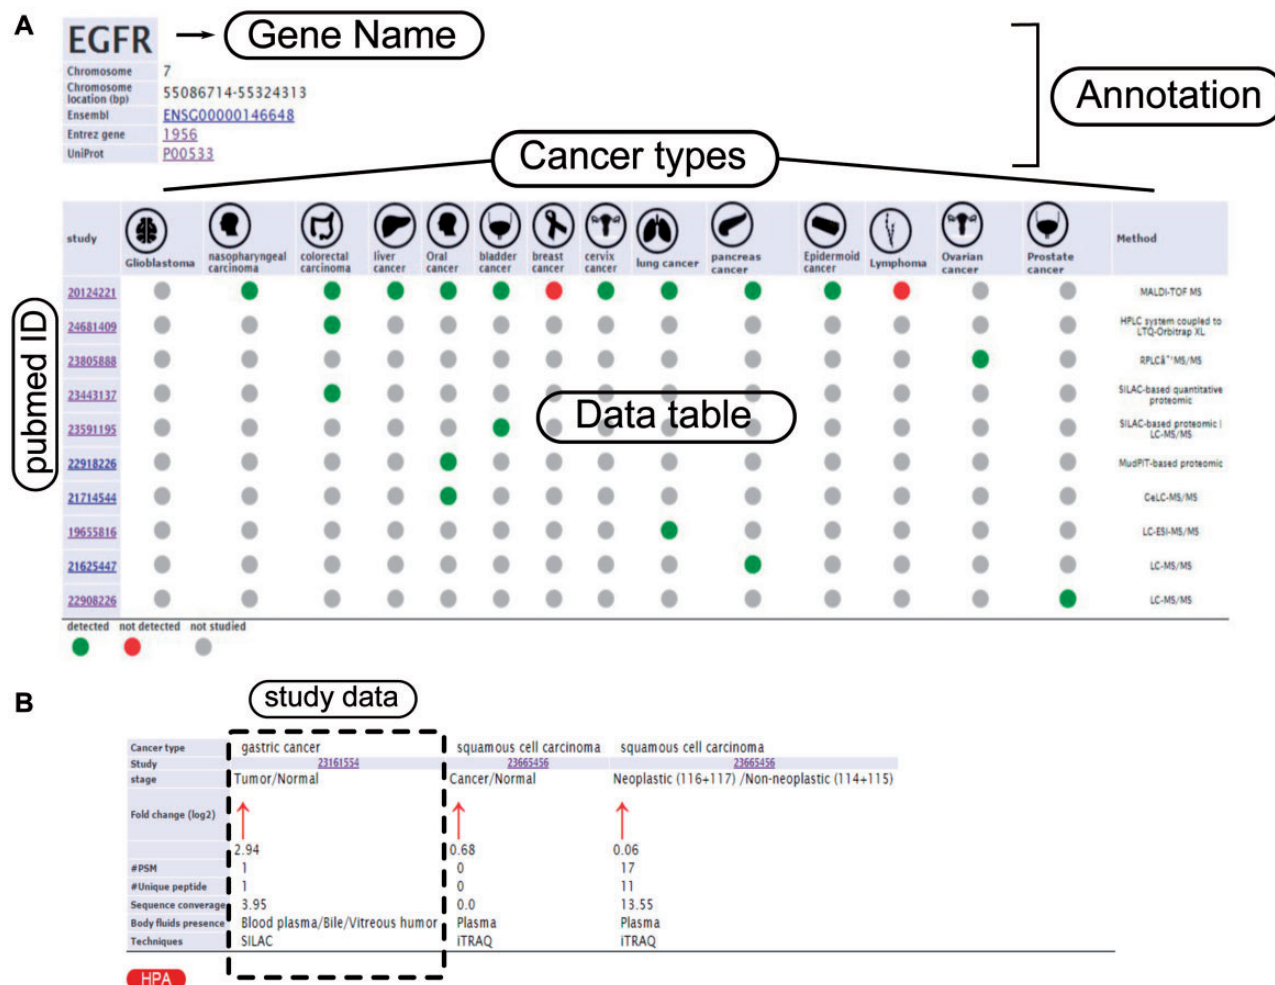 A
EGFR → Gene Name
Chromosome 7
Chromosome location (bp) 55086714-55324313
Ensembl ENSG00000146648
Entrez gene 1956
UniProt P00533
Annotation
Cancer types
study Glioblastoma nasopharyngeal carcinoma colorectal carcinoma liver cancer Oral cancer bladder cancer breast cancer cervix cancer lung cancer pancreas cancer Epidermoid cancer Lymphoma Ovarian cancer Prostate cancer Method
pubmed ID
20124221 MALDI-TOF MS
24681409 HPLC system coupled to LTQ-Orbitrap XL
23805888 RPLCâˆ'MS/MS
23443137 SILAC-based quantitative proteomic
Data table
23591195 SILAC-based proteomic | LC-MS/MS
22918226 MudPIT-based proteomic
21714544 GeLC-MS/MS
19655816 LC-ESI-MS/MS
21625447 LC-MS/MS
22908226 LC-MS/MS
detected not detected not studied
B
study data
Cancer type gastric cancer squamous cell carcinoma squamous cell carcinoma
Study 23161554 23665456 23665456
stage Tumor/Normal Cancer/Normal Neoplastic (116+117) /Non-neoplastic (114+115)
Fold change (log2)
2.94 0.68 0.06
#PSM 1 0 17
#Unique peptide 1 0 11
Sequence converage 3.95 0.0 13.55
Body fluids presence Blood plasma/Bile/Vitreous humor Plasma Plasma
Techniques SILAC iTRAQ iTRAQ
HPA